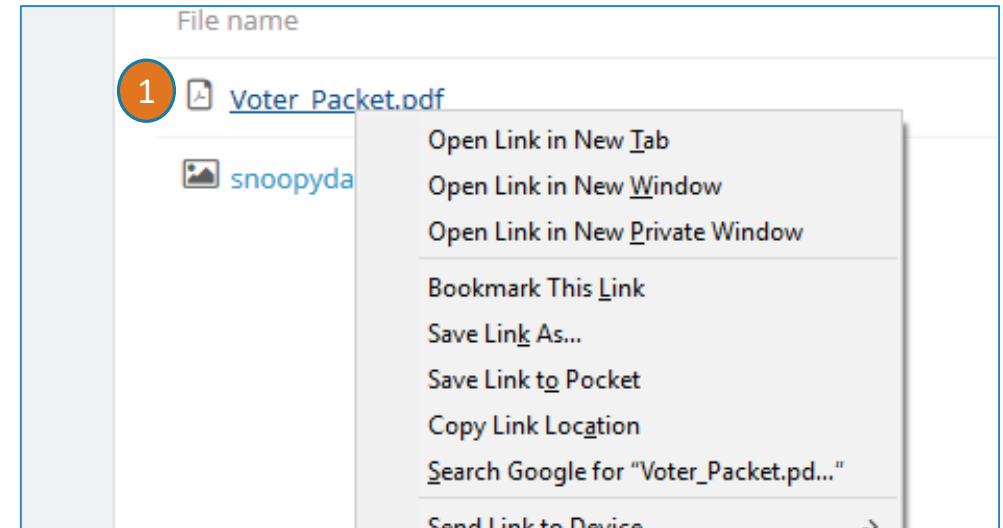 File name
1 Voter_Packet.pdf
Open Link in New Tab
snoopyda
Open Link in New Window
Open Link in New Private Window
Bookmark This Link
Save Link As...
Save Link to Pocket
Copy Link Location
Search Google for “Voter_Packet.pd...”
Send Link to Device